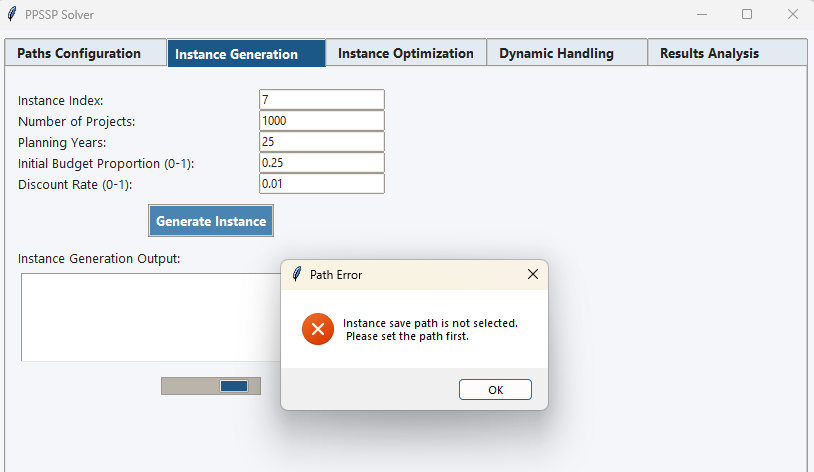 PPSSP Solver
Paths Configuration
Instance Generation
Instance Optimization
Dynamic Handling
Results Analysis
Instance Index:
7
Number of Projects:
1000
Planning Years:
25
Initial Budget Proportion (0-1):
0.25
Discount Rate (0-1):
0.01
Generate Instance
Instance Generation Output:
Path Error
Instance save path is not selected.
Please set the path first.
OK